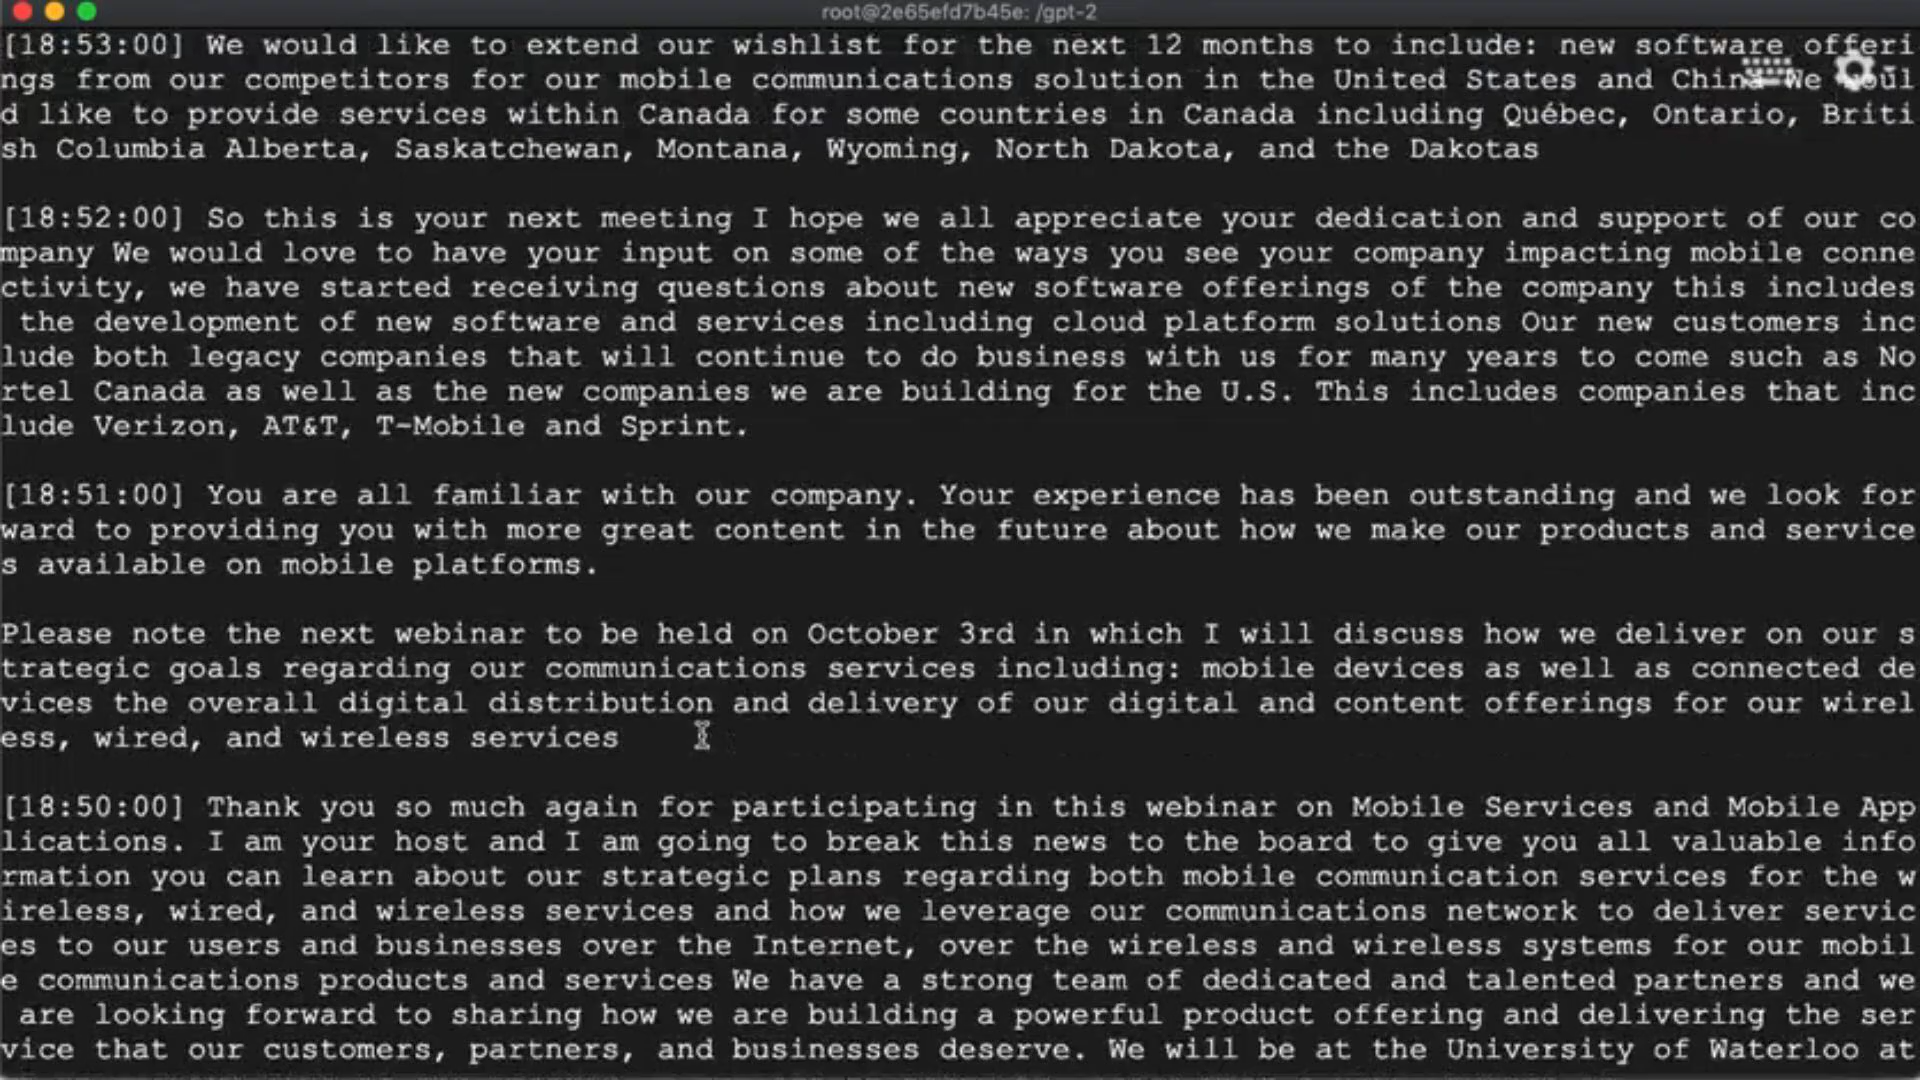 root@2e65efd7b45e: /gpt-2
[18:53:00] We would like to extend our wishlist for the next 12 months to include: new software offeri
ngs from our competitors for our mobile communications solution in the United States and China We woul
d like to provide services within Canada for some countries in Canada including Québec, Ontario, Briti
sh Columbia Alberta, Saskatchewan, Montana, Wyoming, North Dakota, and the Dakotas
[18:52:00] So this is your next meeting I hope we all appreciate your dedication and support of our co
mpany We would love to have your input on some of the ways you see your company impacting mobile conne
ctivity, we have started receiving questions about new software offerings of the company this includes
the development of new software and services including cloud platform solutions Our new customers inc
lude both legacy companies that will continue to do business with us for many years to come such as No
rtel Canada as well as the new companies we are building for the U.S. This includes companies that inc
lude Verizon, AT&T, T-Mobile and Sprint.
[18:51:00] You are all familiar with our company. Your experience has been outstanding and we look for
ward to providing you with more great content in the future about how we make our products and service
s available on mobile platforms.
Please note the next webinar to be held on October 3rd in which I will discuss how we deliver on our s
trategic goals regarding our communications services including: mobile devices as well as connected de
vices the overall digital distribution and delivery of our digital and content offerings for our wirel
ess, wired, and wireless services
[18:50:00] Thank you so much again for participating in this webinar on Mobile Services and Mobile App
lications. I am your host and I am going to break this news to the board to give you all valuable info
rmation you can learn about our strategic plans regarding both mobile communication services for the w
ireless, wired, and wireless services and how we leverage our communications network to deliver servic
es to our users and businesses over the Internet, over the wireless and wireless systems for our mobil
e communications products and services We have a strong team of dedicated and talented partners and we
are looking forward to sharing how we are building a powerful product offering and delivering the ser
vice that our customers, partners, and businesses deserve. We will be at the University of Waterloo at